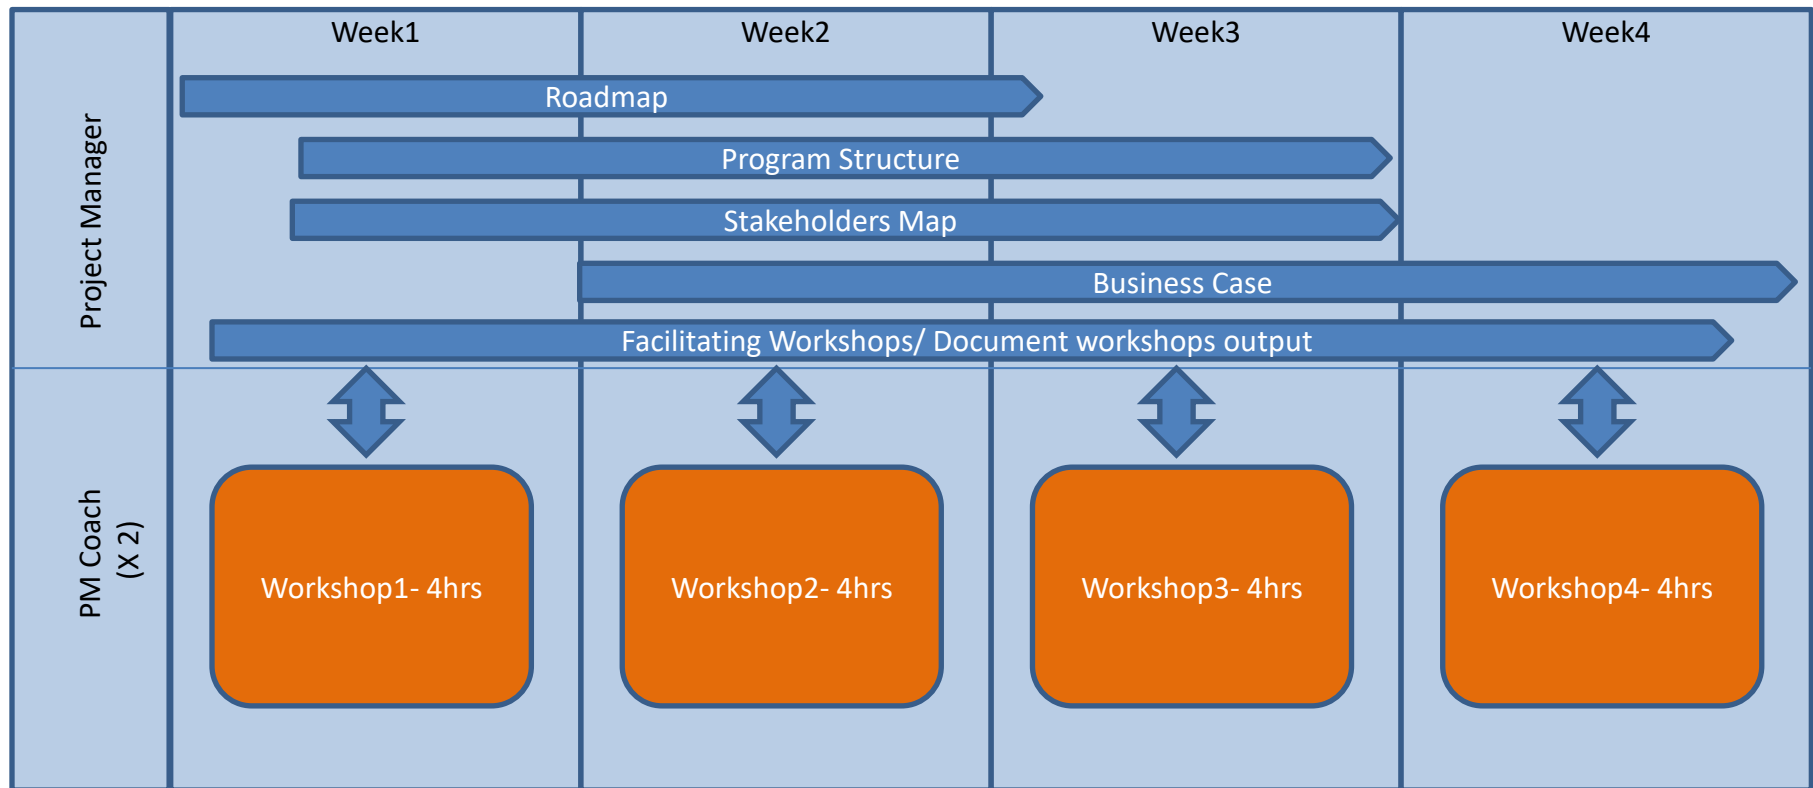 Week1
Week2
Week3
Week4
Project Manager
Roadmap
Program Structure
Stakeholders Map
Business Case
Facilitating Workshops/ Document workshops output
PM Coach
(X 2)
Workshop1- 4hrs
Workshop2- 4hrs
Workshop3- 4hrs
Workshop4- 4hrs